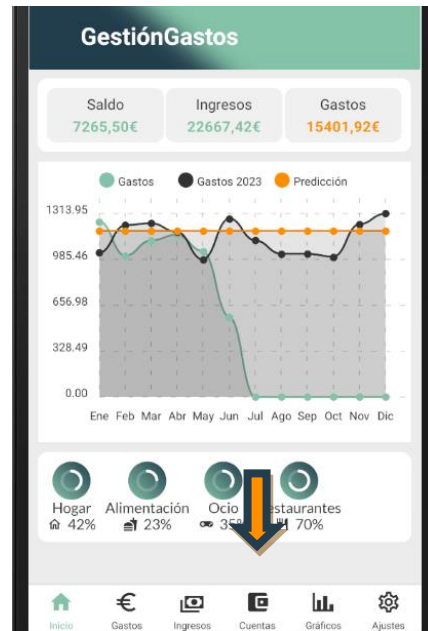 GestiónGastos
Saldo Ingresos Gastos
7265,50€ 22667,42€ 15401,92€
Gastos Gastos 2023 Predicción
1313.95
985.46
656.98
328.49
0.00
Ene Feb Mar Abr May Jun Jul Ago Sep Oct Nov Dic
Hogar Alimentación Ocio
42% 23% 70%
Inicio Gastos Ingresos Cuentas Gráficos Ajustes